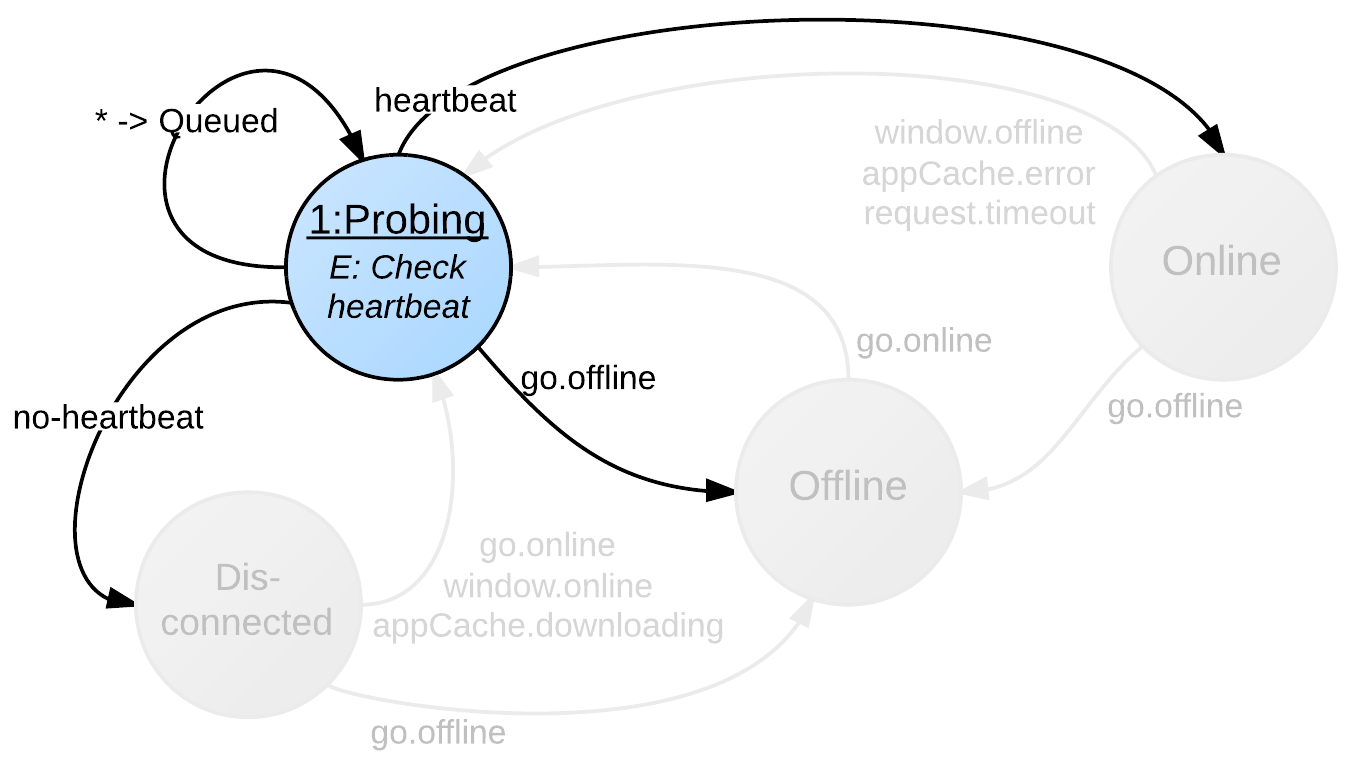 heartbeat
* -> Queued
window.offline
appCache.error
request.timeout
1:Probing
E: Check
heartbeat
Online
go.online
go.offline
go.offline
no-heartbeat
Offline
go.online
window.online
appCache.downloading
Dis-
connected
go.offline